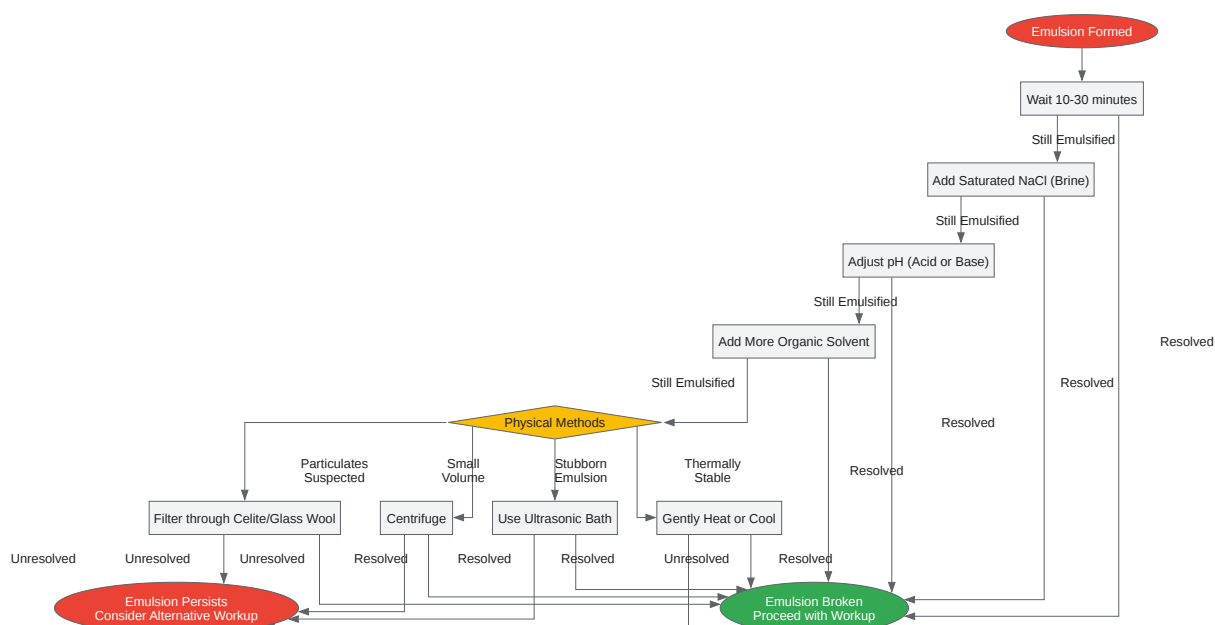 Emulsion Formed
Wait 10-30 minutes
Still Emulsified
Add Saturated NaCl (Brine)
Still Emulsified
Adjust pH (Acid or Base)
Still Emulsified
Add More Organic Solvent
Resolved
Still Emulsified
Resolved
Physical Methods
Resolved
Particulates
Suspected
Small
Volume
Stubborn
Emulsion
Thermally
Stable
Resolved
Filter through Celite/Glass Wool
Centrifuge
Use Ultrasonic Bath
Gently Heat or Cool
Unresolved
Unresolved
Unresolved
Resolved
Resolved
Resolved
Unresolved
Resolved
Emulsion Persists
Consider Alternative Workup
Emulsion Broken
Proceed with Workup